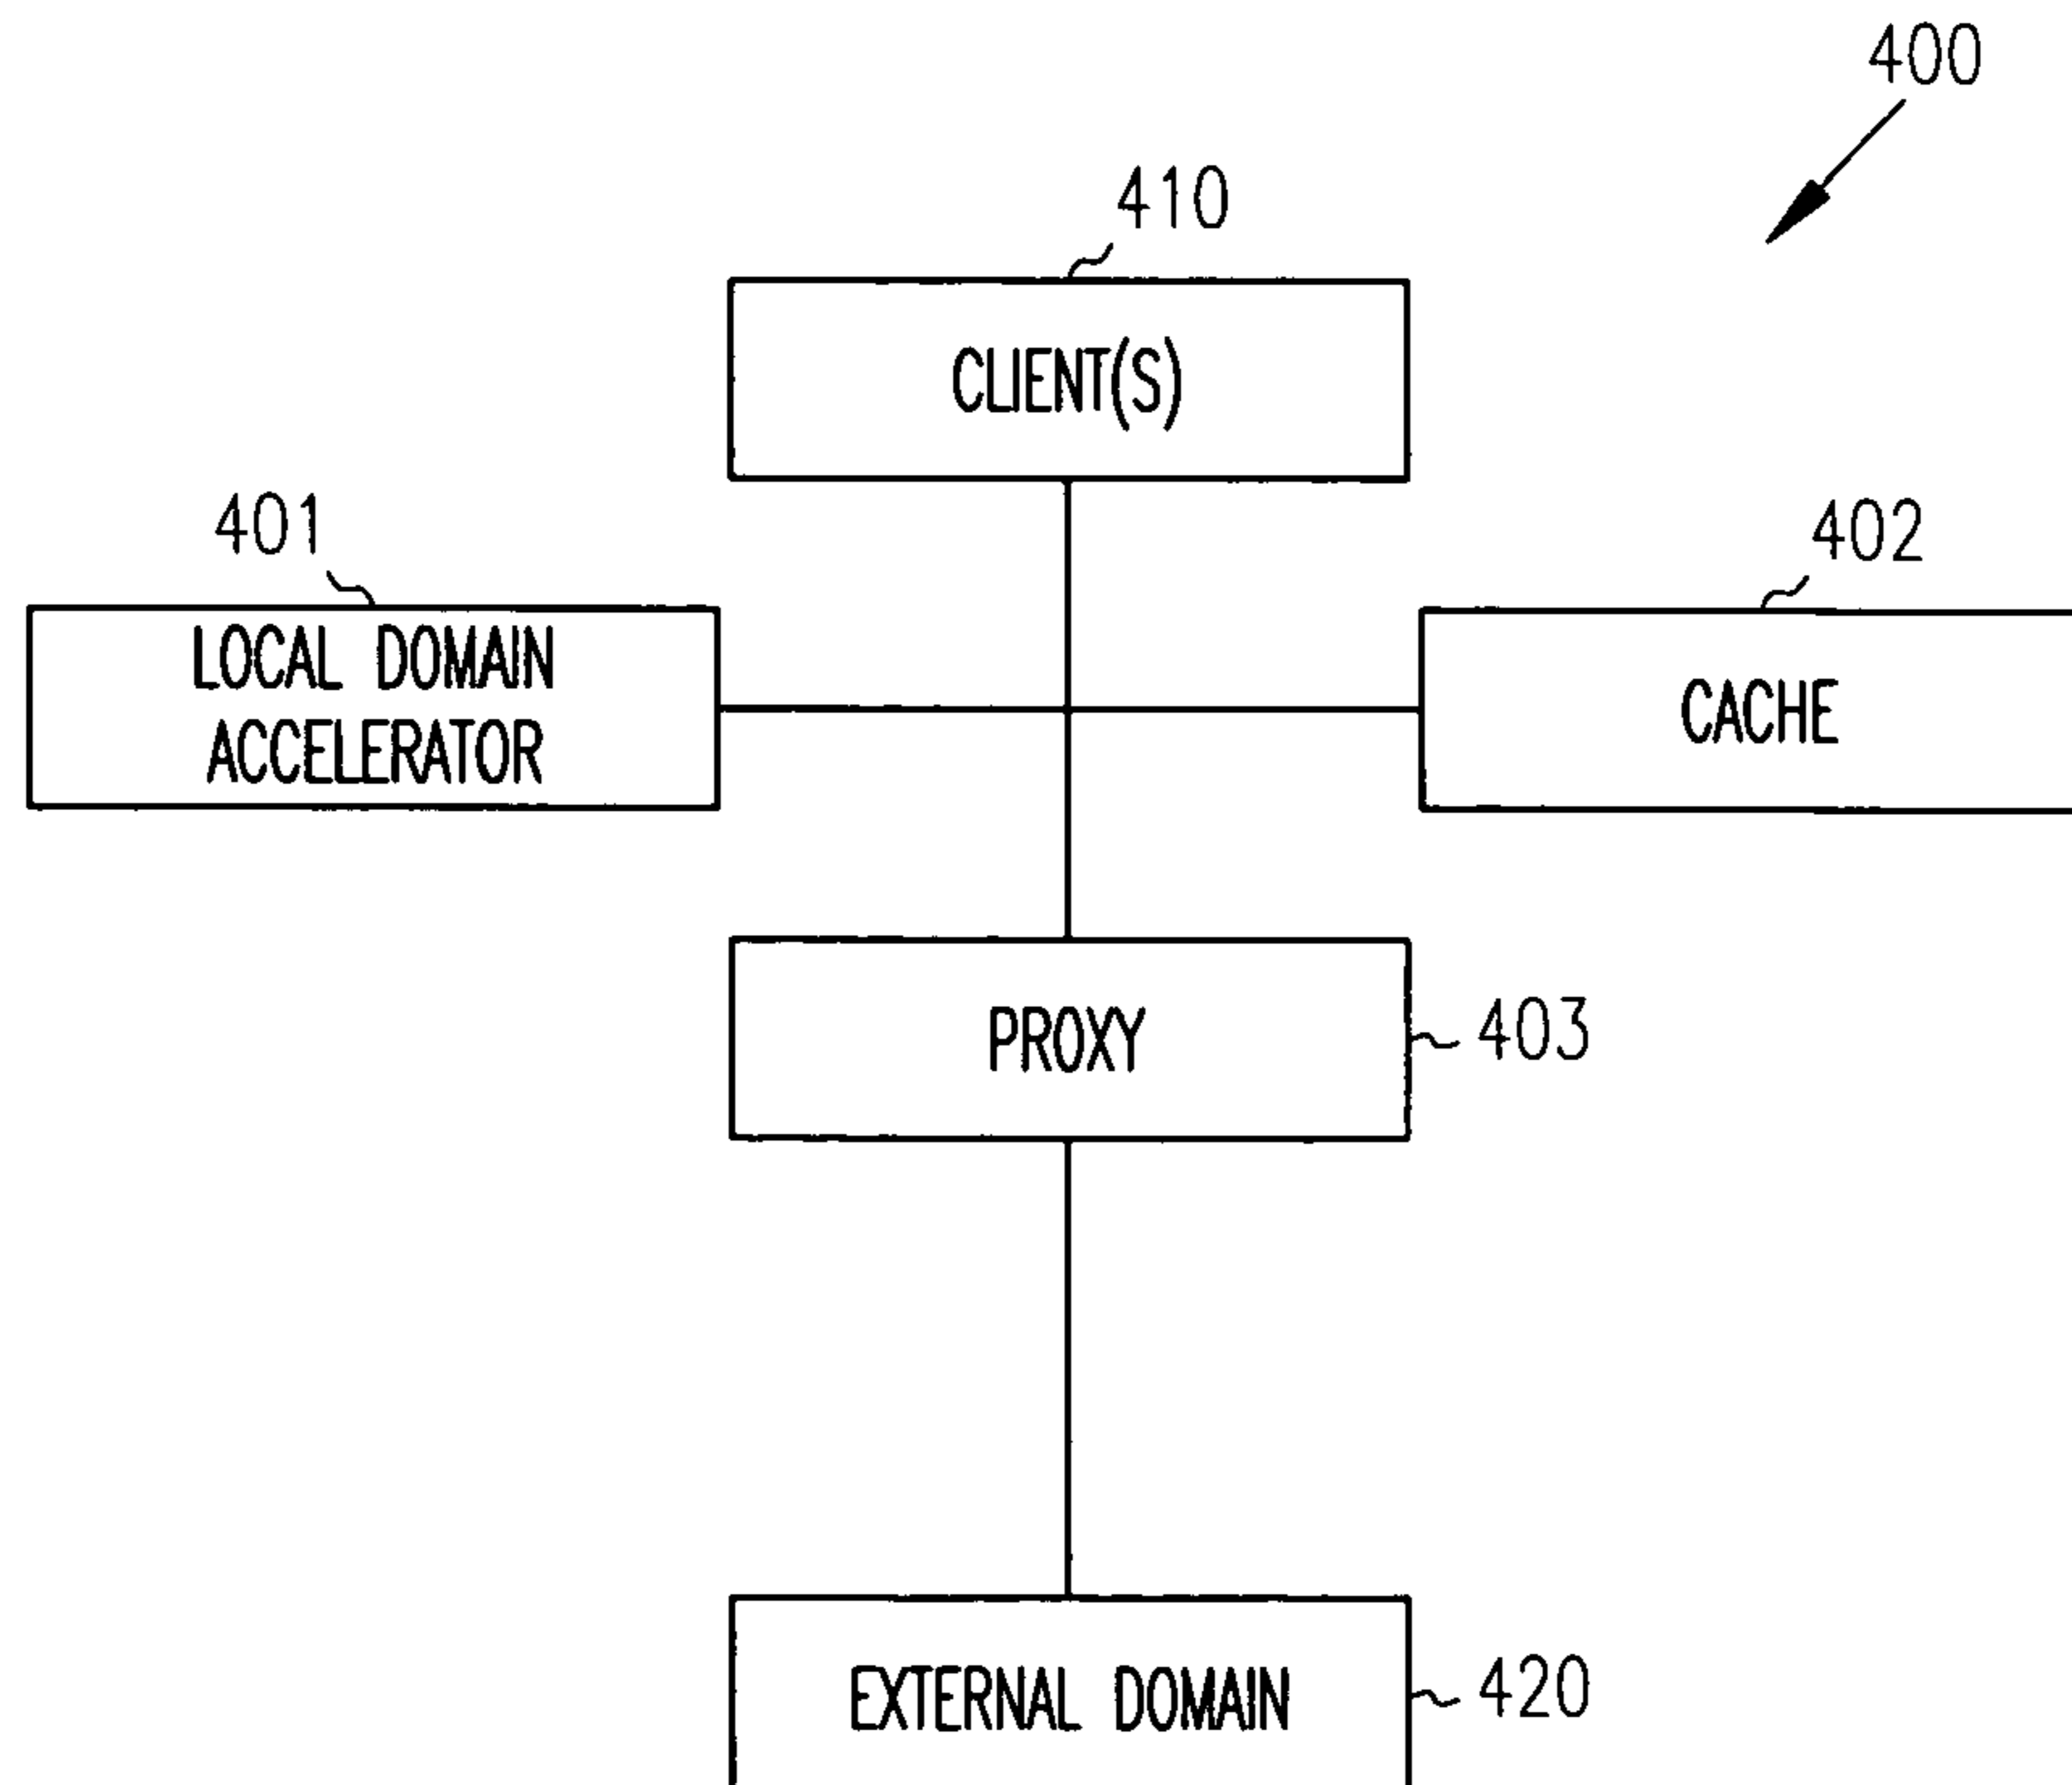 400
410
CLIENT(S)
401
402
LOCAL DOMAIN
ACCELERATOR
CACHE
PROXY
403
EXTERNAL DOMAIN
420